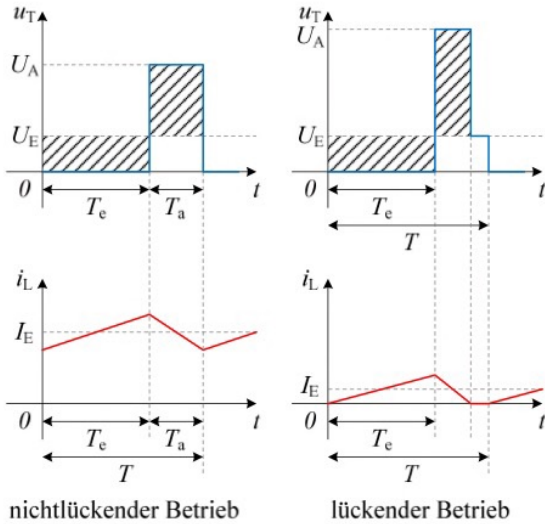 u_T
U_A
U_E
0
T_e
T_a
t
i_L
I_E
0
T_e
T_a
t
T
nichtlückender Betrieb
u_T
U_A
U_E
0
T_e
t
T
i_L
I_E
0
T_e
t
T
lückender Betrieb